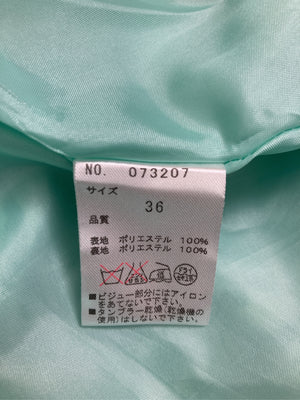 NO. 073207
サイズ
36
品質
表地 ポリエステル 100%
裏地 ポリエステル 100%
ドライ
■ビジュー部分にはアイロン
をあてないで下さい。
■タンブラー乾燥(乾燥機の
使用)はしないで下さい。